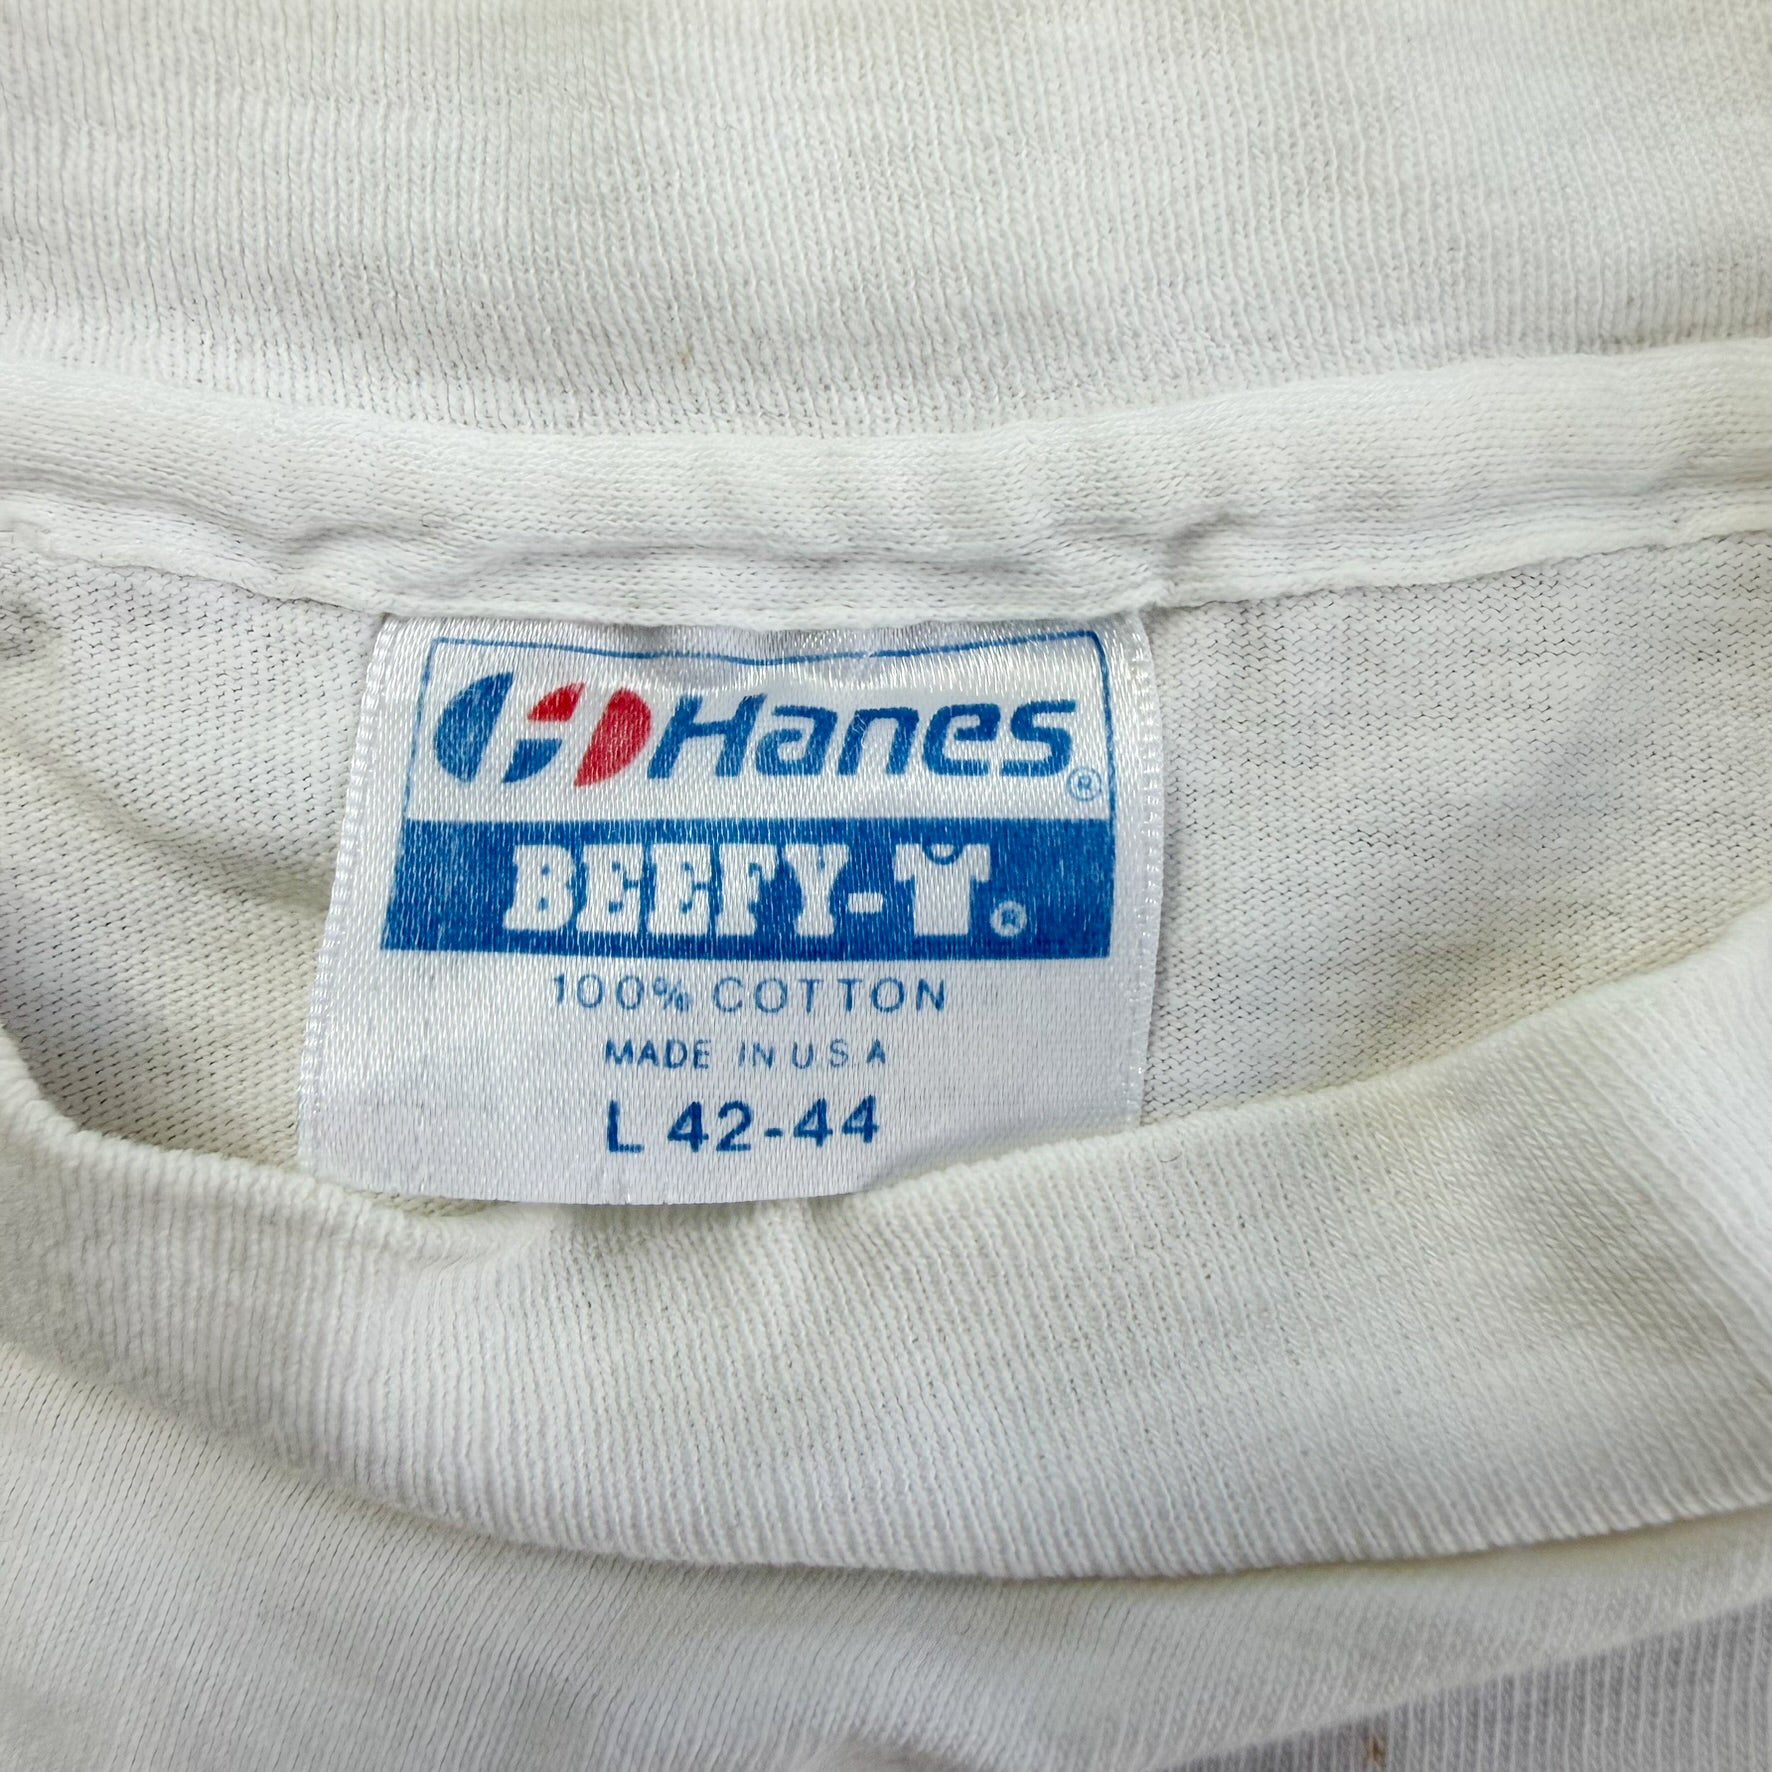 Hanes®
BEEFY-T®
100% COTTON
MADE IN U.S.A
L 42-44